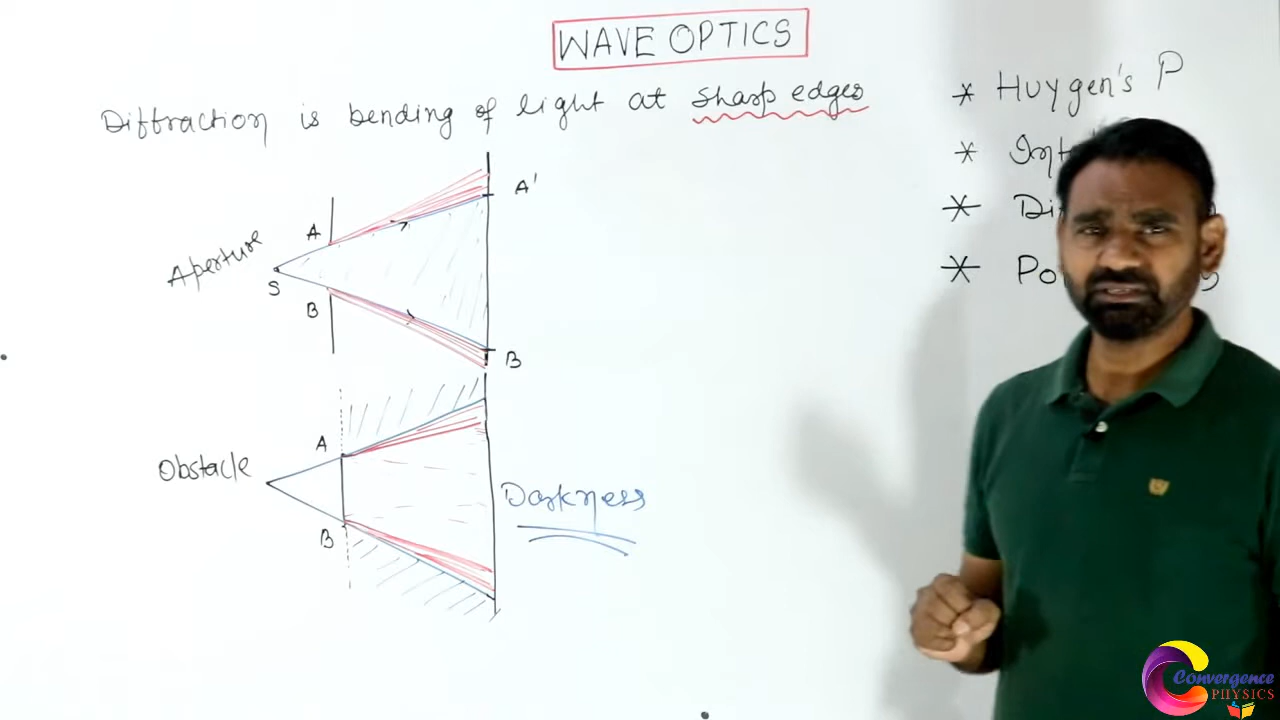 WAVE OPTICS
Diffraction is bending of light at sharp edges
* Huygen's P
*
*
*
Aperture
S
A
B
A'
B
Obstacle
A
B
Darkness
Convergence
PHYSICS